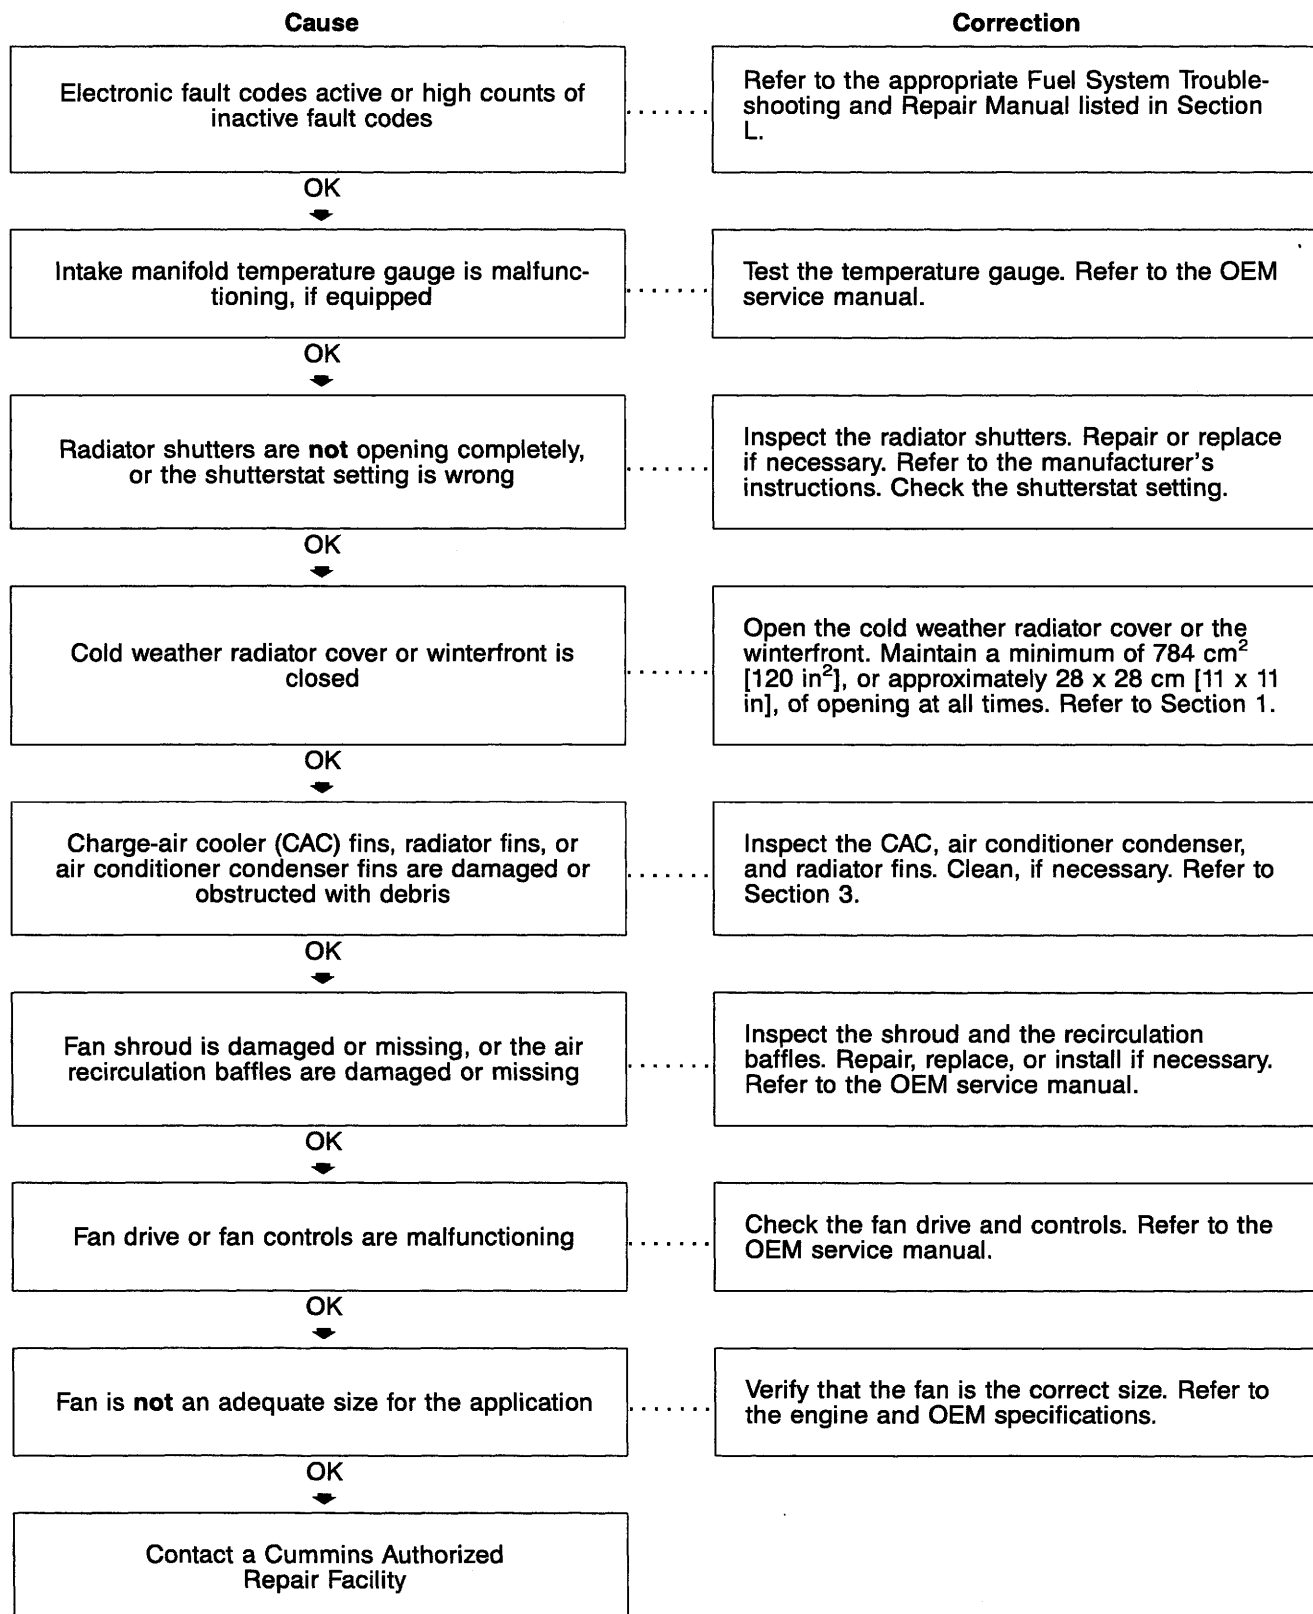 Cause
Correction
Electronic fault codes active or high counts of
inactive fault codes
Refer to the appropriate Fuel System Trouble-
shooting and Repair Manual listed in Section
L.
OK
Intake manifold temperature gauge is malfunc-
tioning, if equipped
Test the temperature gauge. Refer to the OEM
service manual.
OK
Radiator shutters are not opening completely,
or the shutterstat setting is wrong
Inspect the radiator shutters. Repair or replace
if necessary. Refer to the manufacturer's
instructions. Check the shutterstat setting.
OK
Cold weather radiator cover or winterfront is
closed
Open the cold weather radiator cover or the
winterfront. Maintain a minimum of 784 cm²
[120 in²], or approximately 28 x 28 cm [11 x 11
in], of opening at all times. Refer to Section 1.
OK
Charge-air cooler (CAC) fins, radiator fins, or
air conditioner condenser fins are damaged or
obstructed with debris
Inspect the CAC, air conditioner condenser,
and radiator fins. Clean, if necessary. Refer to
Section 3.
OK
Fan shroud is damaged or missing, or the air
recirculation baffles are damaged or missing
Inspect the shroud and the recirculation
baffles. Repair, replace, or install if necessary.
Refer to the OEM service manual.
OK
Fan drive or fan controls are malfunctioning
Check the fan drive and controls. Refer to the
OEM service manual.
OK
Fan is not an adequate size for the application
Verify that the fan is the correct size. Refer to
the engine and OEM specifications.
OK
Contact a Cummins Authorized
Repair Facility